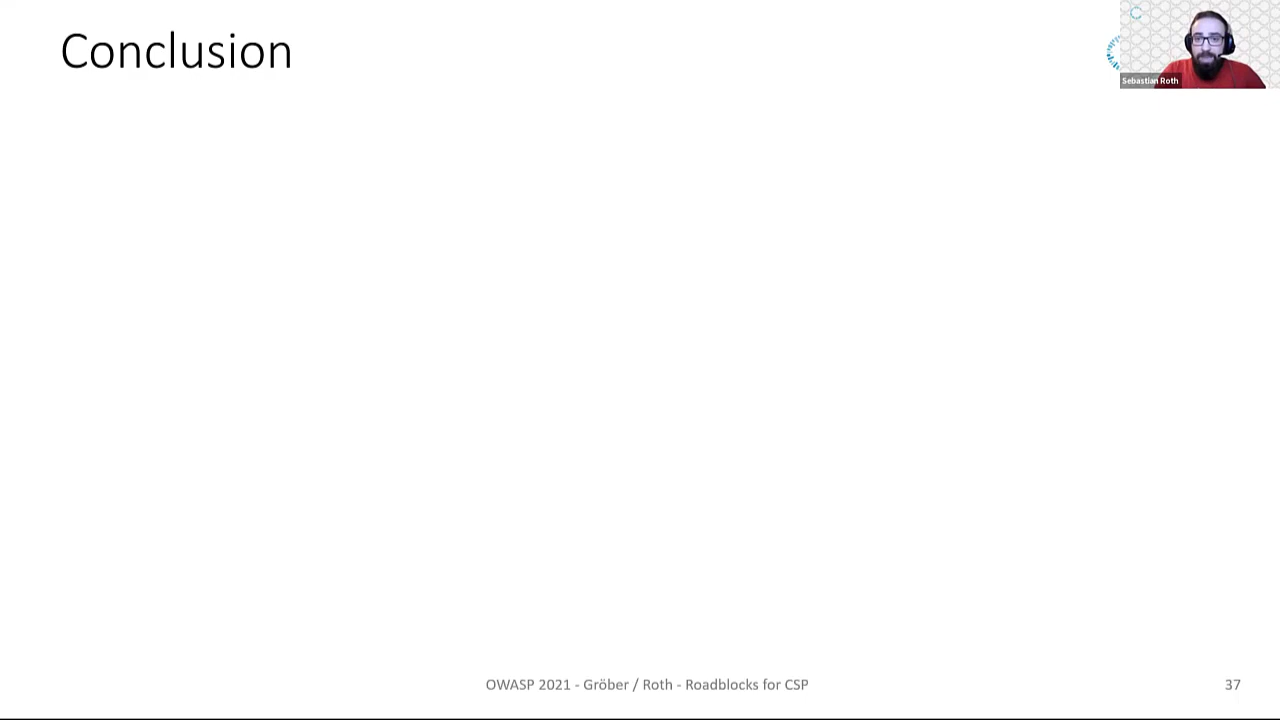 Conclusion
Sebastian Roth
OWASP 2021 - Gröber / Roth - Roadblocks for CSP
37